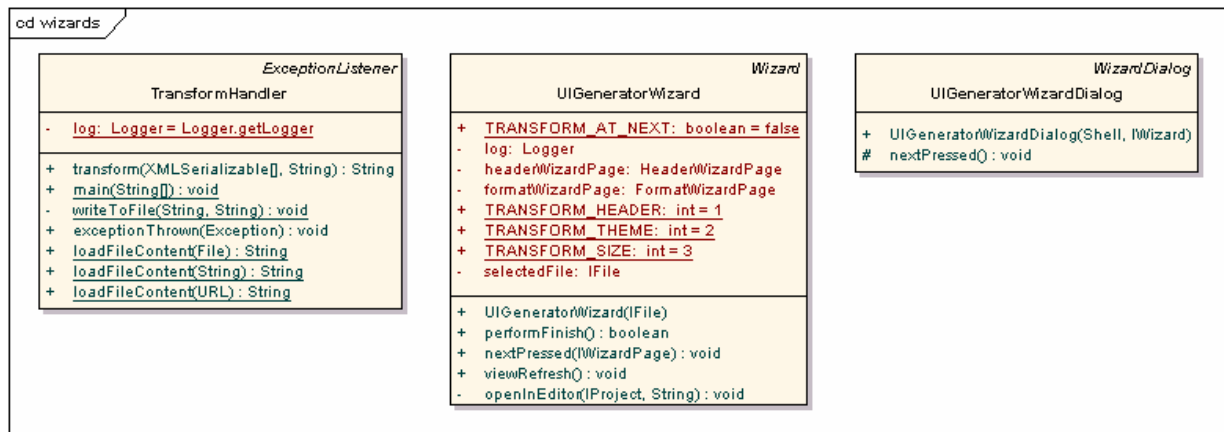 cd wizards
ExceptionListener
TransformHandler
- log: Logger = Logger.getLogger
+ transform(XMLSerializable[], String) : String
+ main(String[]) : void
- writeToFile(String, String) : void
+ exceptionThrown(Exception) : void
+ loadFileContent(File) : String
+ loadFileContent(String) : String
+ loadFileContent(URL) : String
Wizard
UIGeneratorWizard
+ TRANSFORM_AT_NEXT: boolean = false
- log: Logger
- headerWizardPage: HeaderWizardPage
- formatWizardPage: FormatWizardPage
+ TRANSFORM_HEADER: int = 1
+ TRANSFORM_THEME: int = 2
+ TRANSFORM_SIZE: int = 3
- selectedFile: IFile
+ UIGeneratorWizard(IFile)
+ performFinish() : boolean
+ nextPressed(IWizardPage) : void
+ viewRefresh() : void
- openInEditor(IProject, String) : void
WizardDialog
UIGeneratorWizardDialog
+ UIGeneratorWizardDialog(Shell, IWizard)
# nextPressed() : void